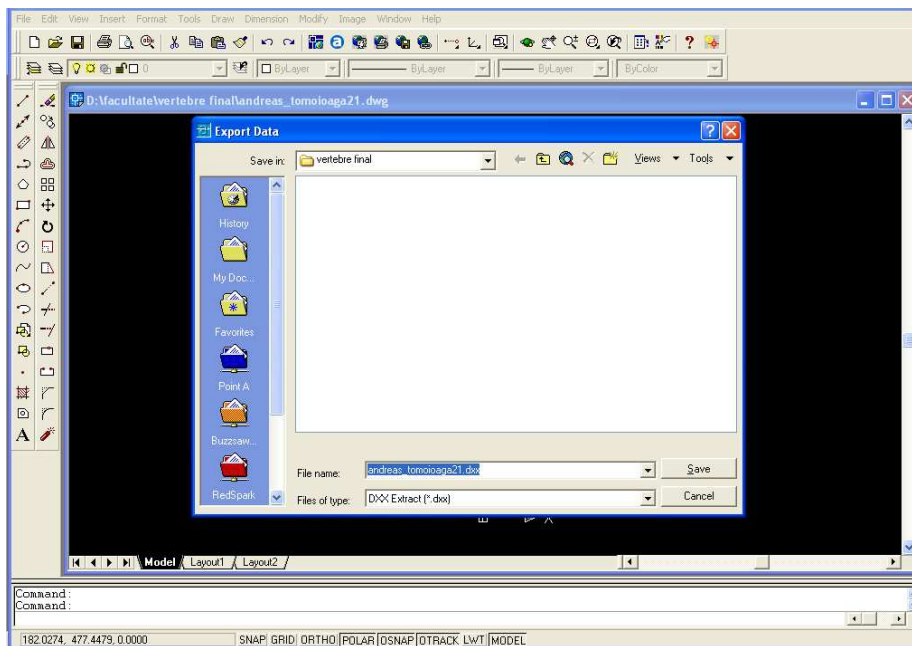 File Edit View Insert Format Tools Draw Dimension Modify Image Window Help
0 ByLayer ByLayer ByLayer ByColor
D:\facultate\vertebre final\andreas_tomoioaga21.dwg
Export Data
Save in: vertebre final Views Tools
History
My Doc...
Favorites
Point A
Buzzsaw...
RedSpark
File name: andreas_tomoioaga21.dxx Save
Files of type: DXX Extract (*.dxx) Cancel
X
Model Layout1 Layout2
Command:
Command:
182.0274, 477.4479, 0.0000 SNAP GRID ORTHO POLAR OSNAP OTRACK LWT MODEL